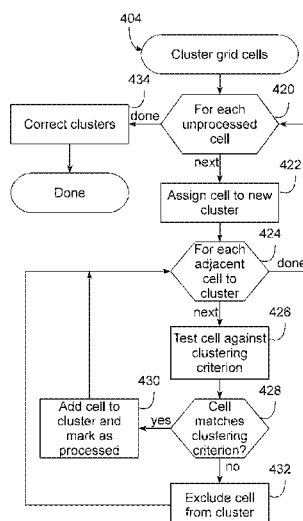 404
Cluster grid cells
434
420
Correct clusters
done
For each
unprocessed
cell
next
422
Done
Assign cell to new
cluster
424
For each
adjacent
cell to
cluster
done
next
426
Test cell against
clustering
criterion
430
428
Add cell to
cluster and
mark as
processed
yes
Cell
matches
clustering
criterion?
no
432
Exclude cell
from cluster